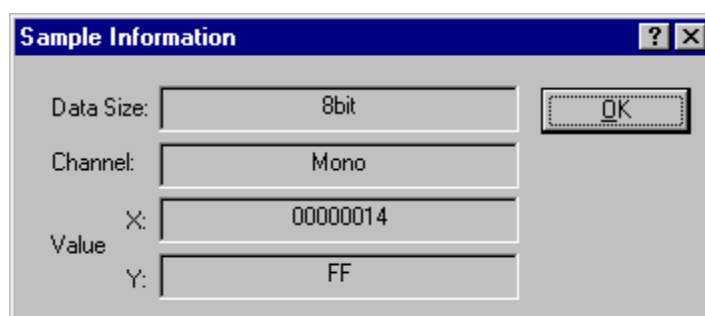 Sample Information
Data Size: 8bit OK
Channel: Mono
X: 00000014
Value
Y: FF